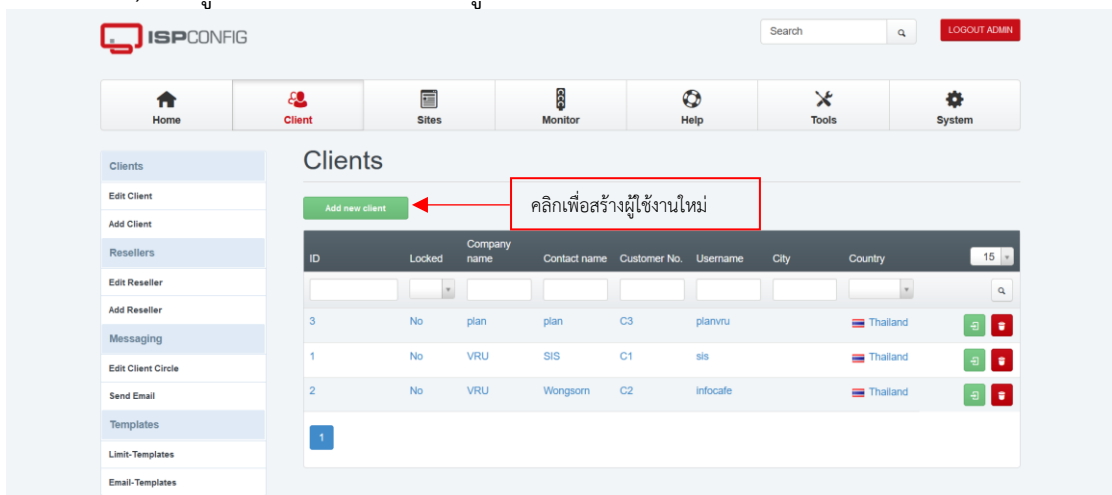 ISPCONFIG
Search
LOGOUT ADMIN
Home Client Sites Monitor Help Tools System
Clients
Clients
Edit Client
Add new client
คลิกเพื่อสร้างผู้ใช้งานใหม่
Add Client
Resellers
Edit Reseller
Add Reseller
Messaging
Edit Client Circle
Send Email
Templates
Limit-Templates
Email-Templates
ID Locked Company name Contact name Customer No. Username City Country 15
3 No plan plan C3 planvru Thailand
1 No VRU SIS C1 sis Thailand
2 No VRU Wongsorn C2 infocafe Thailand
1